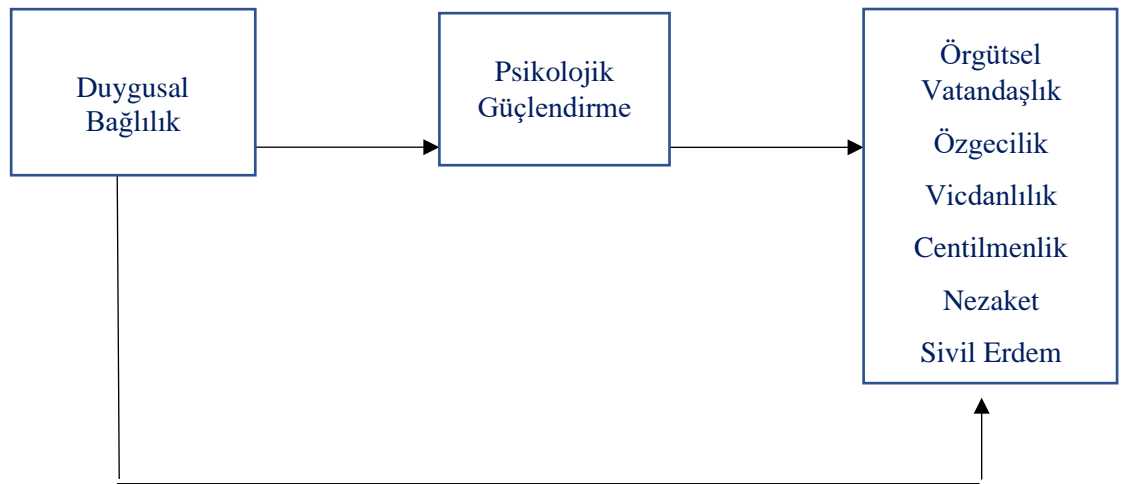 Duygusal
Bağlılık
Psikolojik
Güçlendirme
Örgütsel
Vatandaşlık
Özgecilik
Vicdanlılık
Centilmenlik
Nezaket
Sivil Erdem